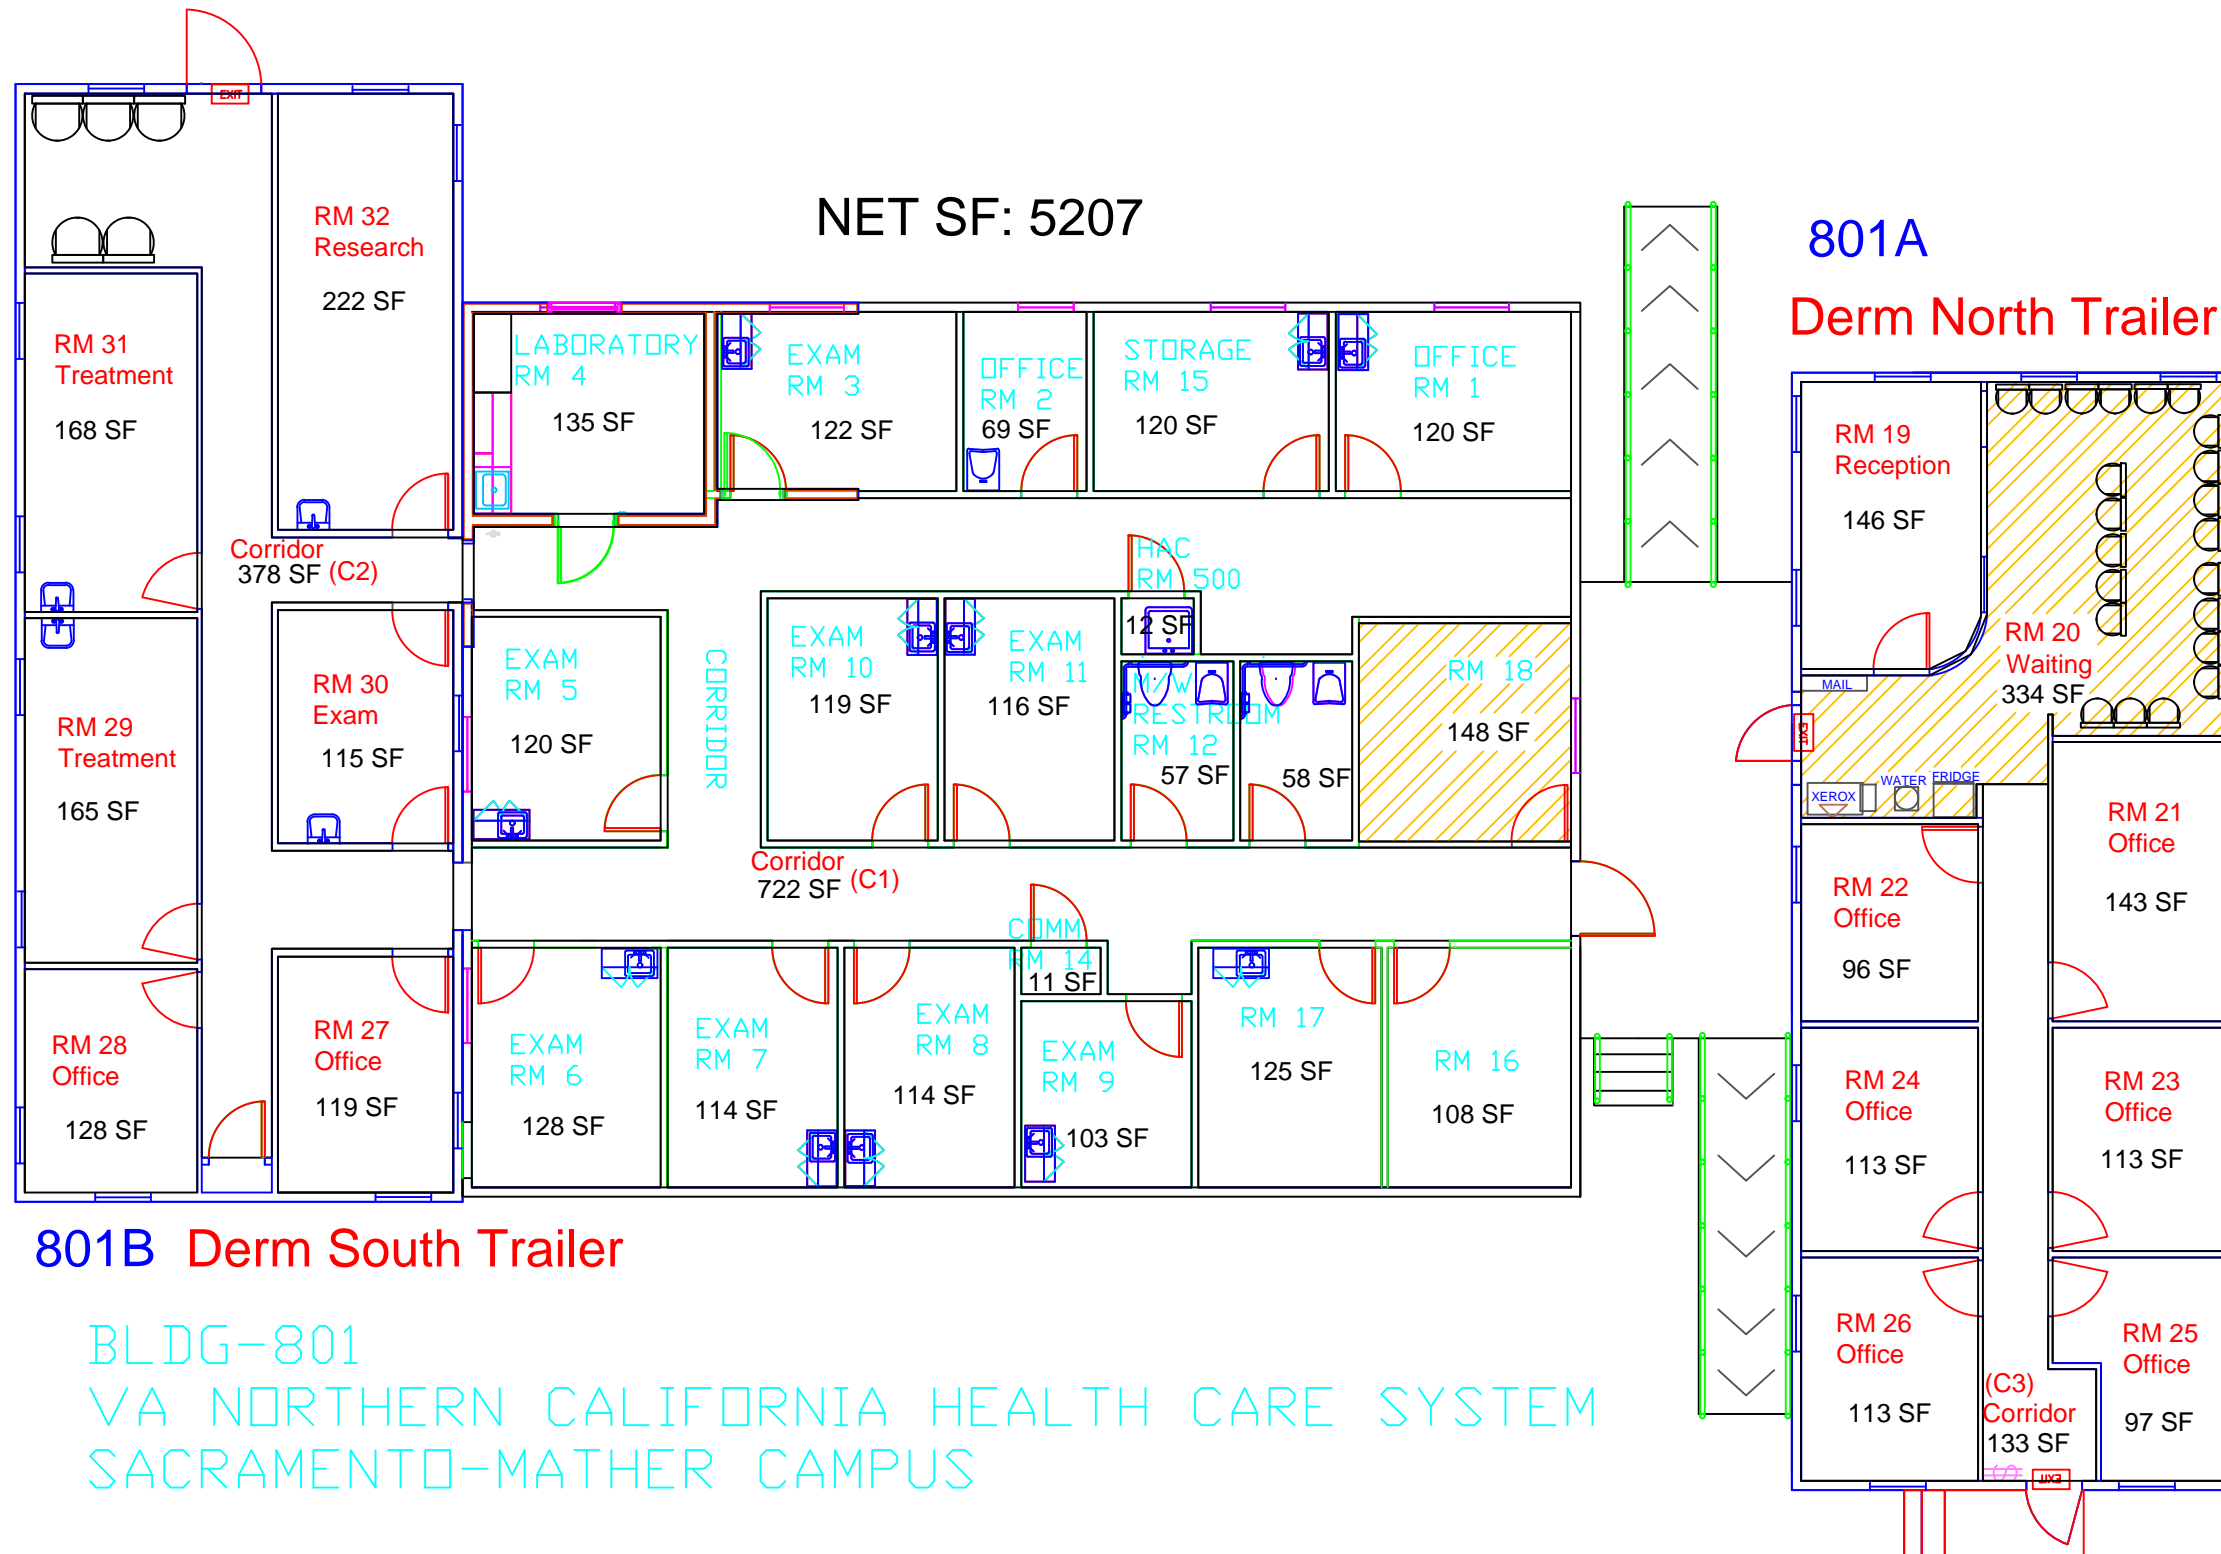 EXIT
NET SF: 5207
801A
Derm North Trailer
RM 32
Research
222 SF
RM 31
Treatment
168 SF
LABORATORY
RM 4
135 SF
EXAM
RM 3
122 SF
OFFICE
RM 2
69 SF
STORAGE
RM 15
120 SF
OFFICE
RM 1
120 SF
RM 19
Reception
146 SF
Corridor
378 SF (C2)
HAC
RM 500
12 SF
RM 20
Waiting
334 SF
MAIL
EXIT
XEROX
WATER
FRIDGE
RM 30
Exam
115 SF
RM 29
Treatment
165 SF
EXAM
RM 5
120 SF
CORRIDOR
EXAM
RM 10
119 SF
EXAM
RM 11
116 SF
M/W
RESTROOM
RM 12
57 SF
58 SF
RM 18
148 SF
Corridor
722 SF (C1)
RM 21
Office
143 SF
RM 22
Office
96 SF
COMM
RM 14
11 SF
RM 28
Office
128 SF
RM 27
Office
119 SF
EXAM
RM 6
128 SF
EXAM
RM 7
114 SF
EXAM
RM 8
114 SF
EXAM
RM 9
103 SF
RM 17
125 SF
RM 16
108 SF
RM 24
Office
113 SF
RM 23
Office
113 SF
RM 26
Office
113 SF
RM 25
Office
97 SF
(C3)
Corridor
133 SF
EXIT
801B Derm South Trailer
BLDG-801
VA NORTHERN CALIFORNIA HEALTH CARE SYSTEM
SACRAMENTO-MATHER CAMPUS